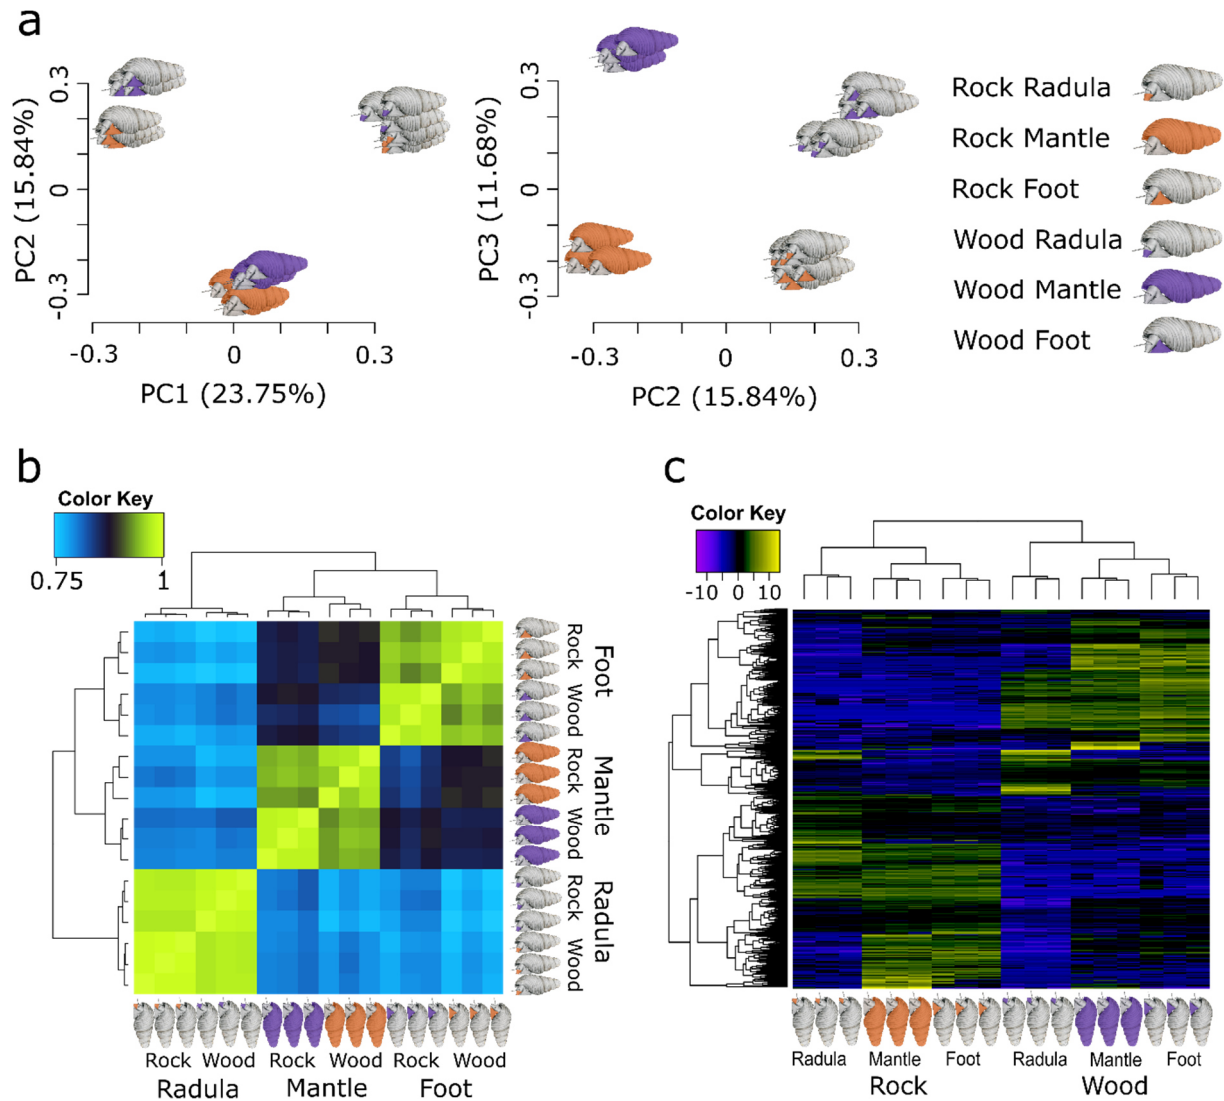 a
PC2 (15.84%)
0.3
0
-0.3
-0.3
0
0.3
PC1 (23.75%)
PC3 (11.68%)
0.3
0
-0.3
-0.3
0
0.3
PC2 (15.84%)
Rock Radula
Rock Mantle
Rock Foot
Wood Radula
Wood Mantle
Wood Foot
b
Color Key
0.75
1
Rock
Wood
Foot
Rock
Wood
Mantle
Rock
Wood
Radula
Rock Wood Rock Wood Rock Wood
Radula Mantle Foot
c
Color Key
-10 0 10
Radula Mantle Foot Radula Mantle Foot
Rock Wood